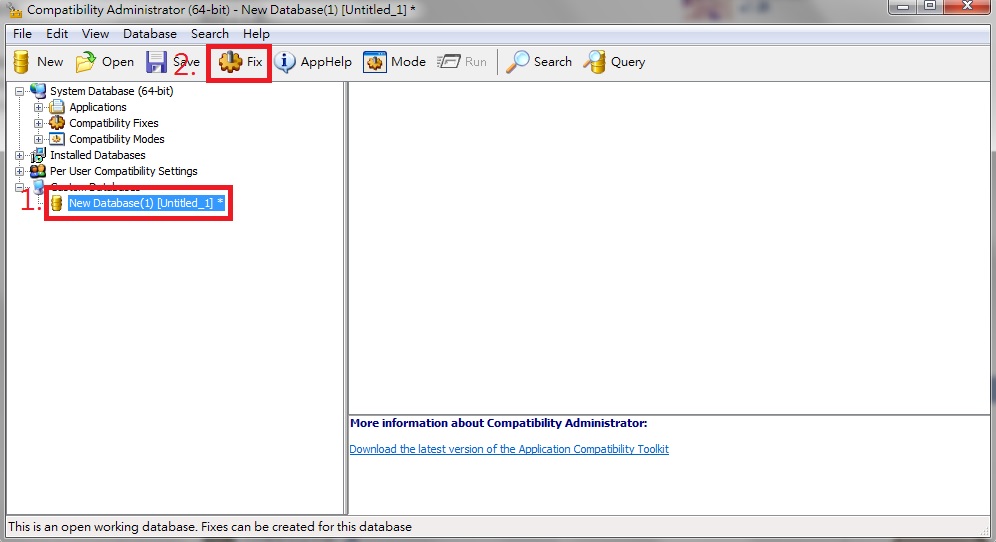 Compatibility Administrator (64-bit) - New Database(1) [Untitled_1] *
File Edit View Database Search Help
New Open Save 2. Fix AppHelp Mode Run Search Query
System Database (64-bit)
Applications
Compatibility Fixes
Compatibility Modes
Installed Databases
Per User Compatibility Settings
Custom Databases
1. New Database(1) [Untitled_1] *
More information about Compatibility Administrator:
Download the latest version of the Application Compatibility Toolkit
This is an open working database. Fixes can be created for this database